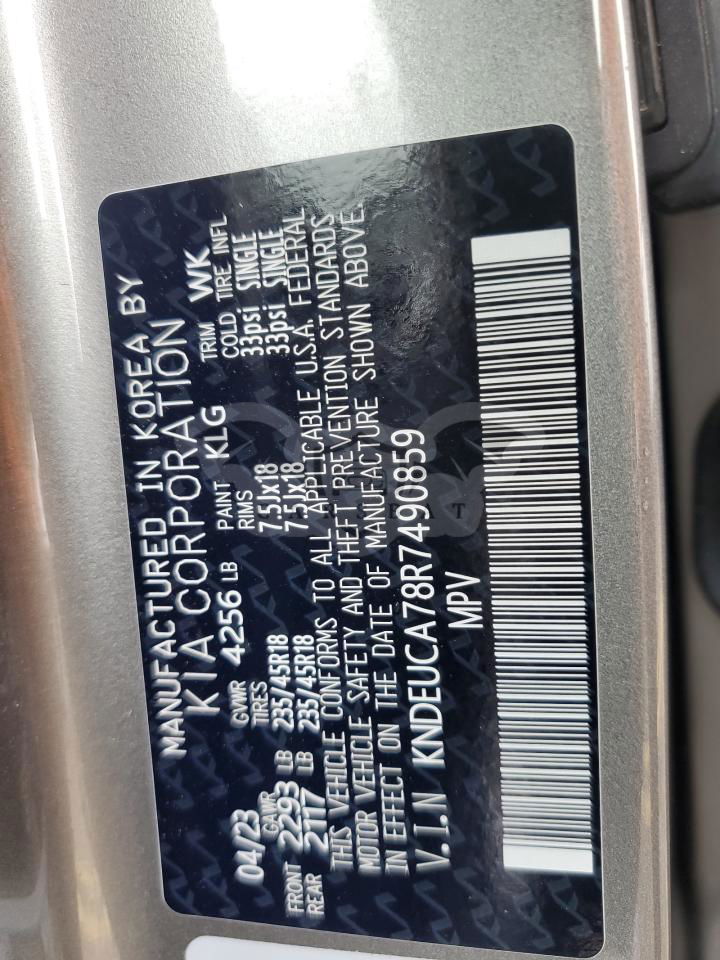 MANUFACTURED IN KOREA BY
KIA CORPORATION
04/23 GVWR 4256 LB PAINT KLG TRIM WK
GAWR TIRES RIMS COLD TIRE INFL
FRONT 2293 LB 235/45R18 7.5Jx18 33psi SINGLE
REAR 2117 LB 235/45R18 7.5Jx18 33psi SINGLE
THIS VEHICLE CONFORMS TO ALL APPLICABLE U.S.A. FEDERAL
MOTOR VEHICLE SAFETY AND THEFT PREVENTION STANDARDS
IN EFFECT ON THE DATE OF MANUFACTURE SHOWN ABOVE.
V.I.N KNDEUCA78R7490859
MPV